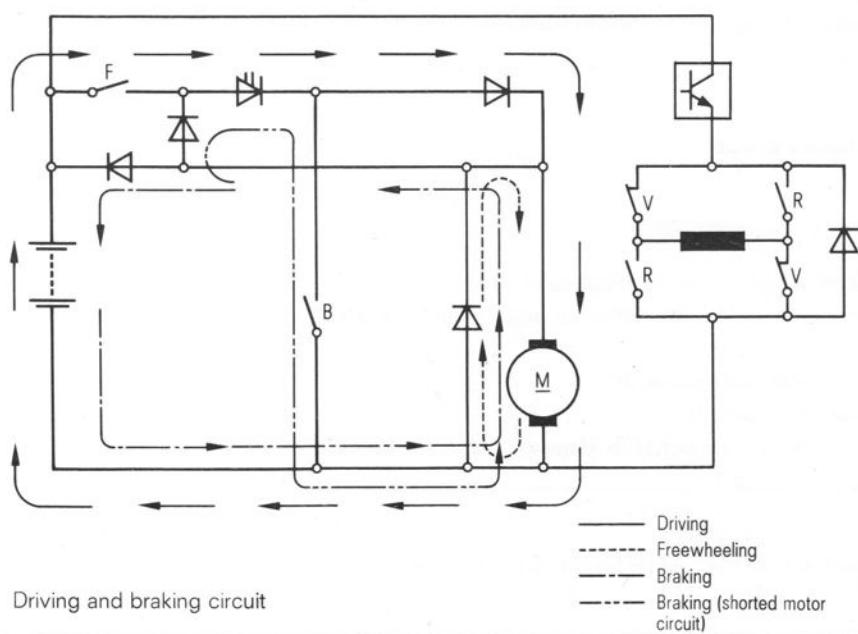 F
V
R
R
V
B
M
Driving
Freewheeling
Braking
Braking (shorted motor
circuit)
Driving and braking circuit